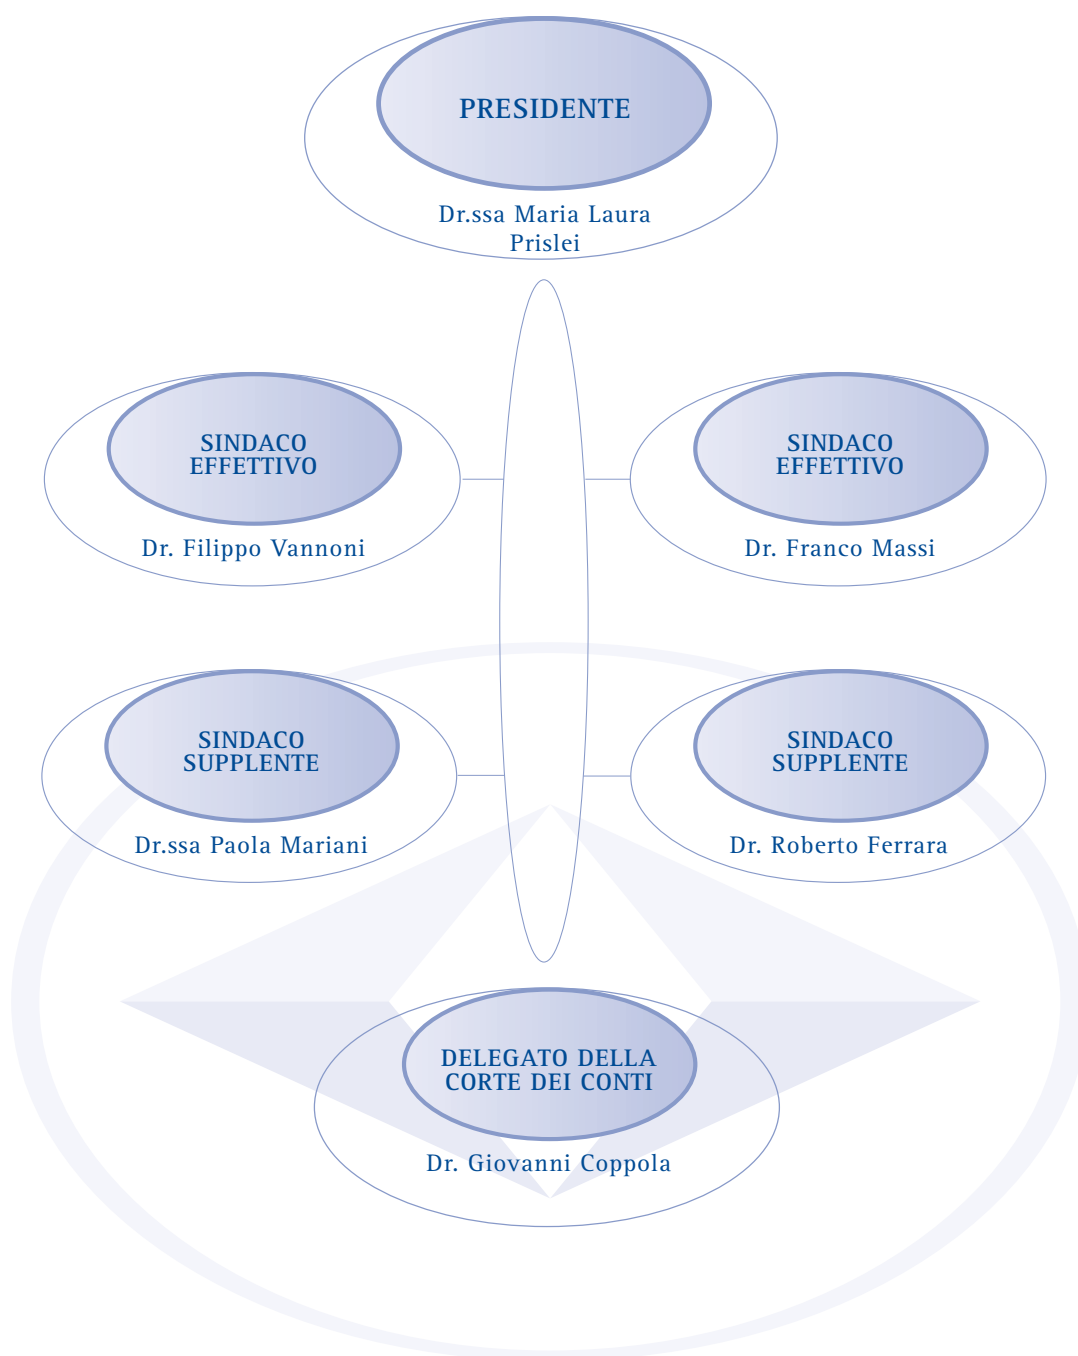 PRESIDENTE
Dr.ssa Maria Laura
Prislei
SINDACO
EFFETTIVO
Dr. Filippo Vannoni
SINDACO
EFFETTIVO
Dr. Franco Massi
SINDACO
SUPPLENTE
Dr.ssa Paola Mariani
SINDACO
SUPPLENTE
Dr. Roberto Ferrara
DELEGATO DELLA
CORTE DEI CONTI
Dr. Giovanni Coppola